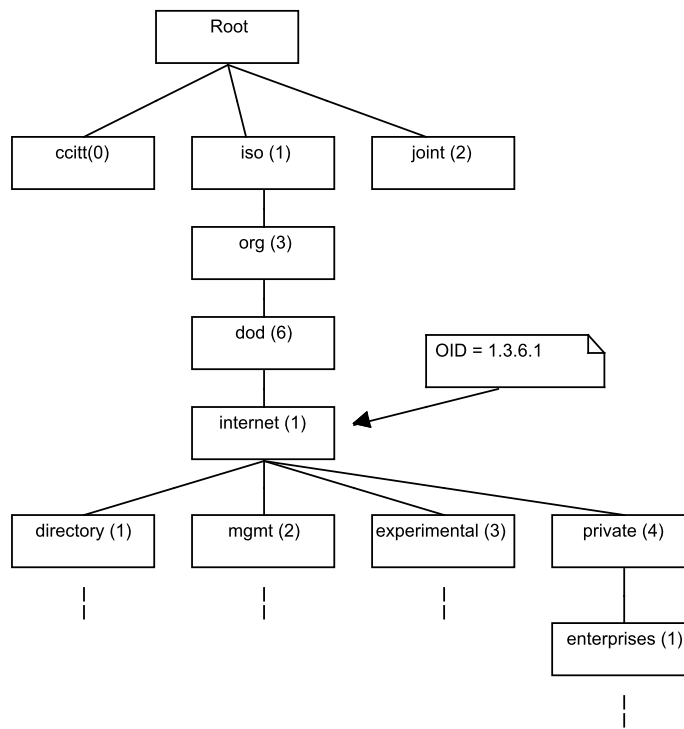 Root
ccitt(0)
iso (1)
joint (2)
org (3)
dod (6)
OID = 1.3.6.1
internet (1)
directory (1)
mgmt (2)
experimental (3)
private (4)
enterprises (1)